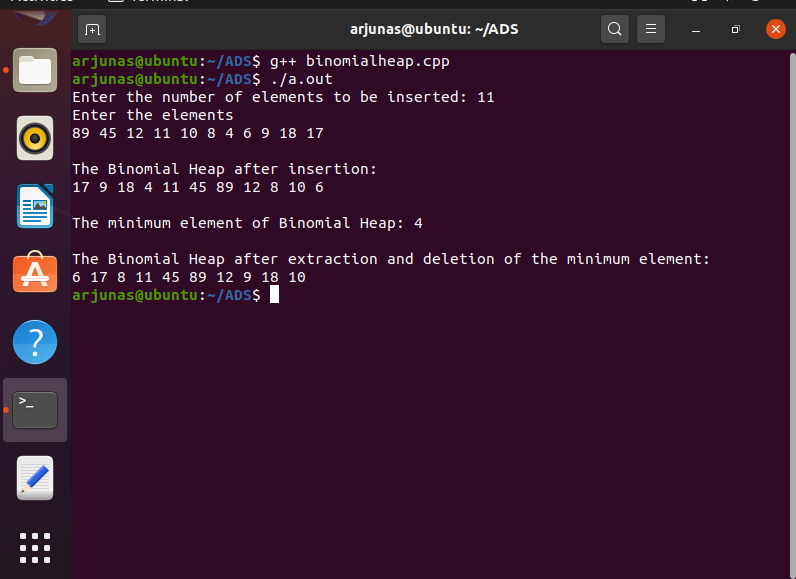 arjunas@ubuntu: ~/ADS
arjunas@ubuntu:~/ADS$ g++ binomialheap.cpp
arjunas@ubuntu:~/ADS$ ./a.out
Enter the number of elements to be inserted: 11
Enter the elements
89 45 12 11 10 8 4 6 9 18 17
The Binomial Heap after insertion:
17 9 18 4 11 45 89 12 8 10 6
The minimum element of Binomial Heap: 4
The Binomial Heap after extraction and deletion of the minimum element:
6 17 8 11 45 89 12 9 18 10
arjunas@ubuntu:~/ADS$